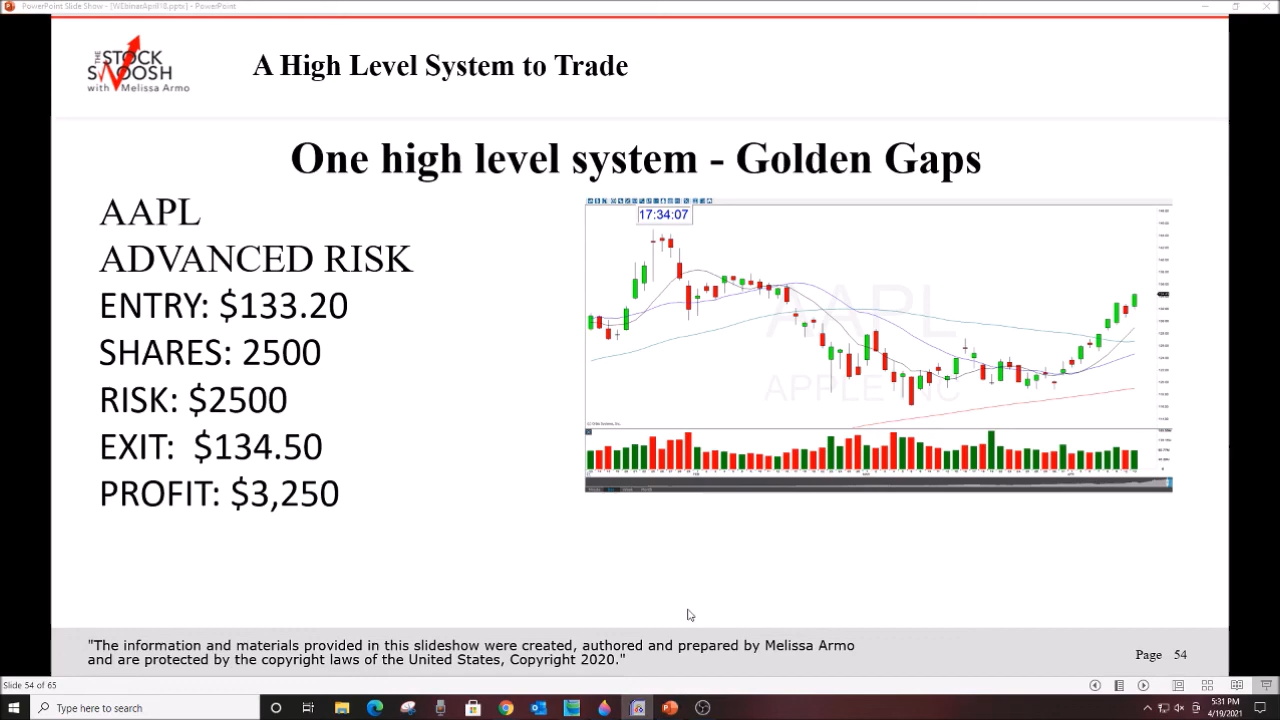 PowerPoint Slide Show - [WEbinarApril18.pptx] - PowerPoint
THE
STOCK
SWOOSH
with Melissa Armo
A High Level System to Trade
One high level system - Golden Gaps
AAPL
ADVANCED RISK
ENTRY: $133.20
SHARES: 2500
RISK: $2500
EXIT: $134.50
PROFIT: $3,250
17:34:07
AAPL
APPLE INC
"The information and materials provided in this slideshow were created, authored and prepared by Melissa Armo
and are protected by the copyright laws of the United States, Copyright 2020."
Page 54
Slide 54 of 65
Type here to search
5:31 PM
4/19/2021